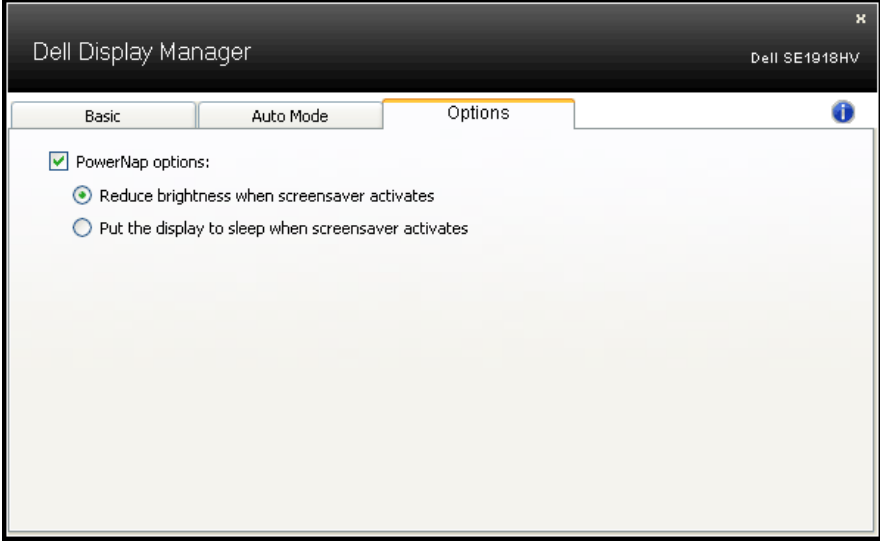 Dell Display Manager
Dell SE1918HV
Basic
Auto Mode
Options
PowerNap options:
Reduce brightness when screensaver activates
Put the display to sleep when screensaver activates